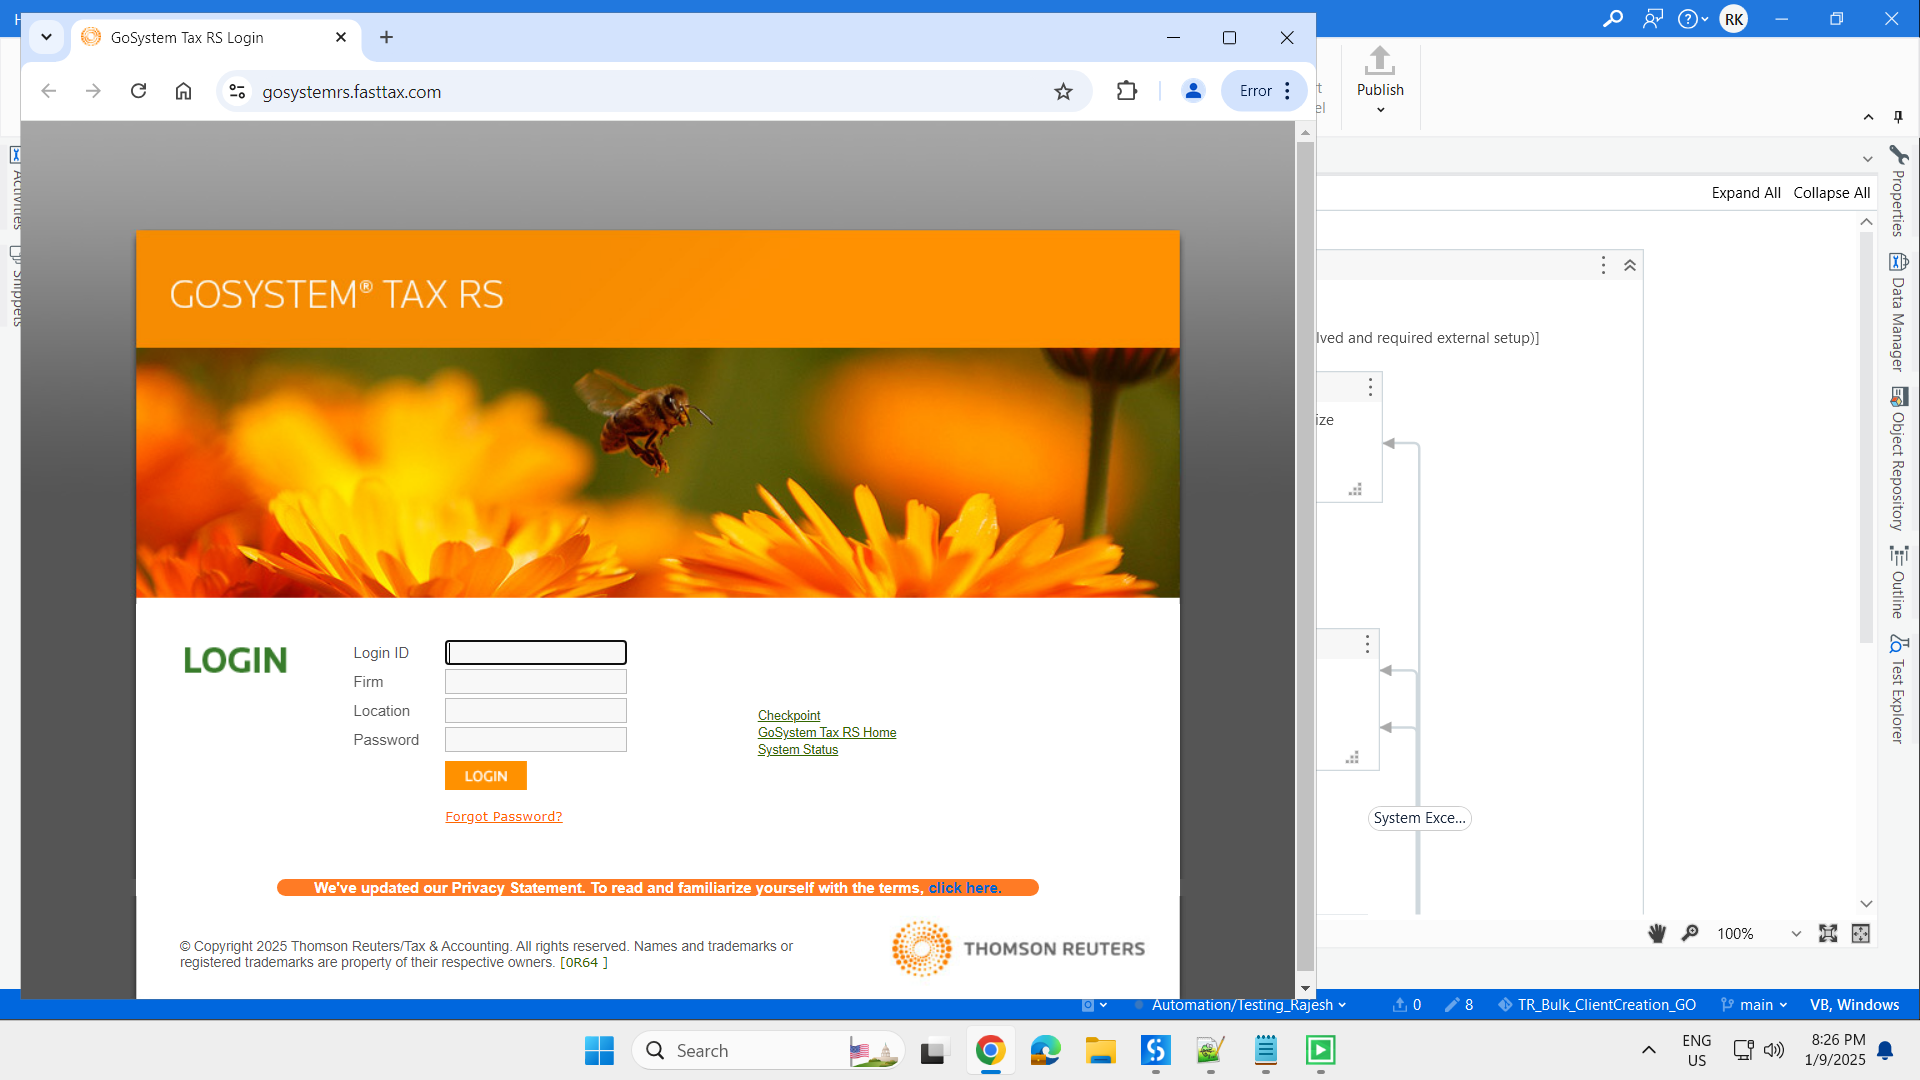 GoSystem Tax RS Login
RK
gosystemrs.fasttax.com
Error
Publish
Activities
Snippets
Expand All Collapse All
Properties
Data Manager
Object Repository
Outline
Test Explorer
GOSYSTEM® TAX RS
lved and required external setup)]
ize
LOGIN
Login ID
Firm
Location
Password
LOGIN
Forgot Password?
Checkpoint
GoSystem Tax RS Home
System Status
System Exce...
We've updated our Privacy Statement. To read and familiarize yourself with the terms, click here.
© Copyright 2025 Thomson Reuters/Tax & Accounting. All rights reserved. Names and trademarks or
registered trademarks are property of their respective owners. [0R64 ]
THOMSON REUTERS
100%
Automation/Testing_Rajesh
0
8
TR_Bulk_ClientCreation_GO
main
VB, Windows
Search
ENG
US
8:26 PM
1/9/2025